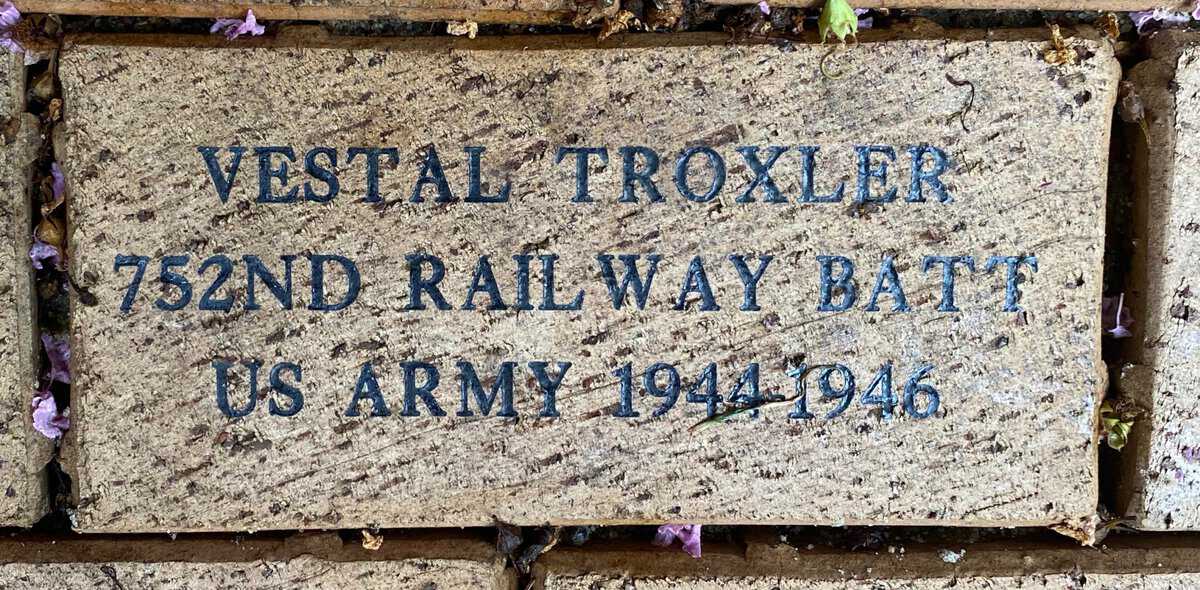 VESTAL TROXLER
752ND RAILWAY BATT
US ARMY 1944-1946